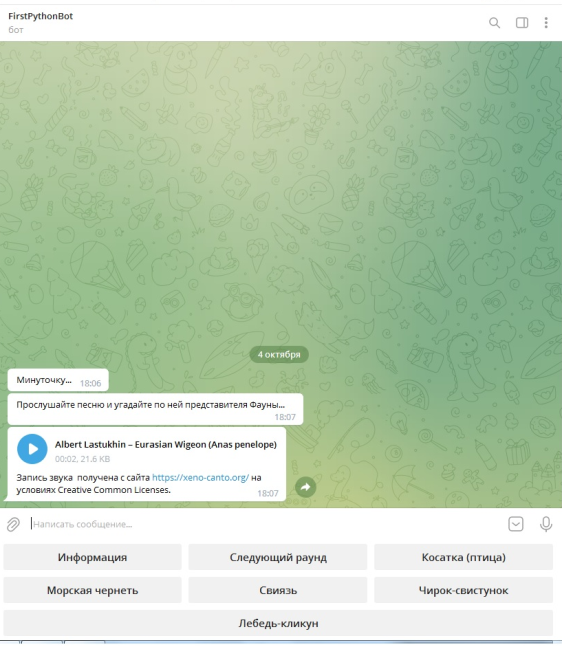 FirstPythonBot
бот
4 октября
Минуточку... 18:06
Прослушайте песню и угадайте по ней представителя Фауны...
18:07
Albert Lastukhin – Eurasian Wigeon (Anas penelope)
00:02, 21.6 KB
Запись звука получена с сайта https://xeno-canto.org/ на
условиях Creative Common Licenses. 18:07
Написать сообщение...
Информация Следующий раунд Косатка (птица)
Морская чернеть Свиязь Чирок-свистунок
Лебедь-кликун